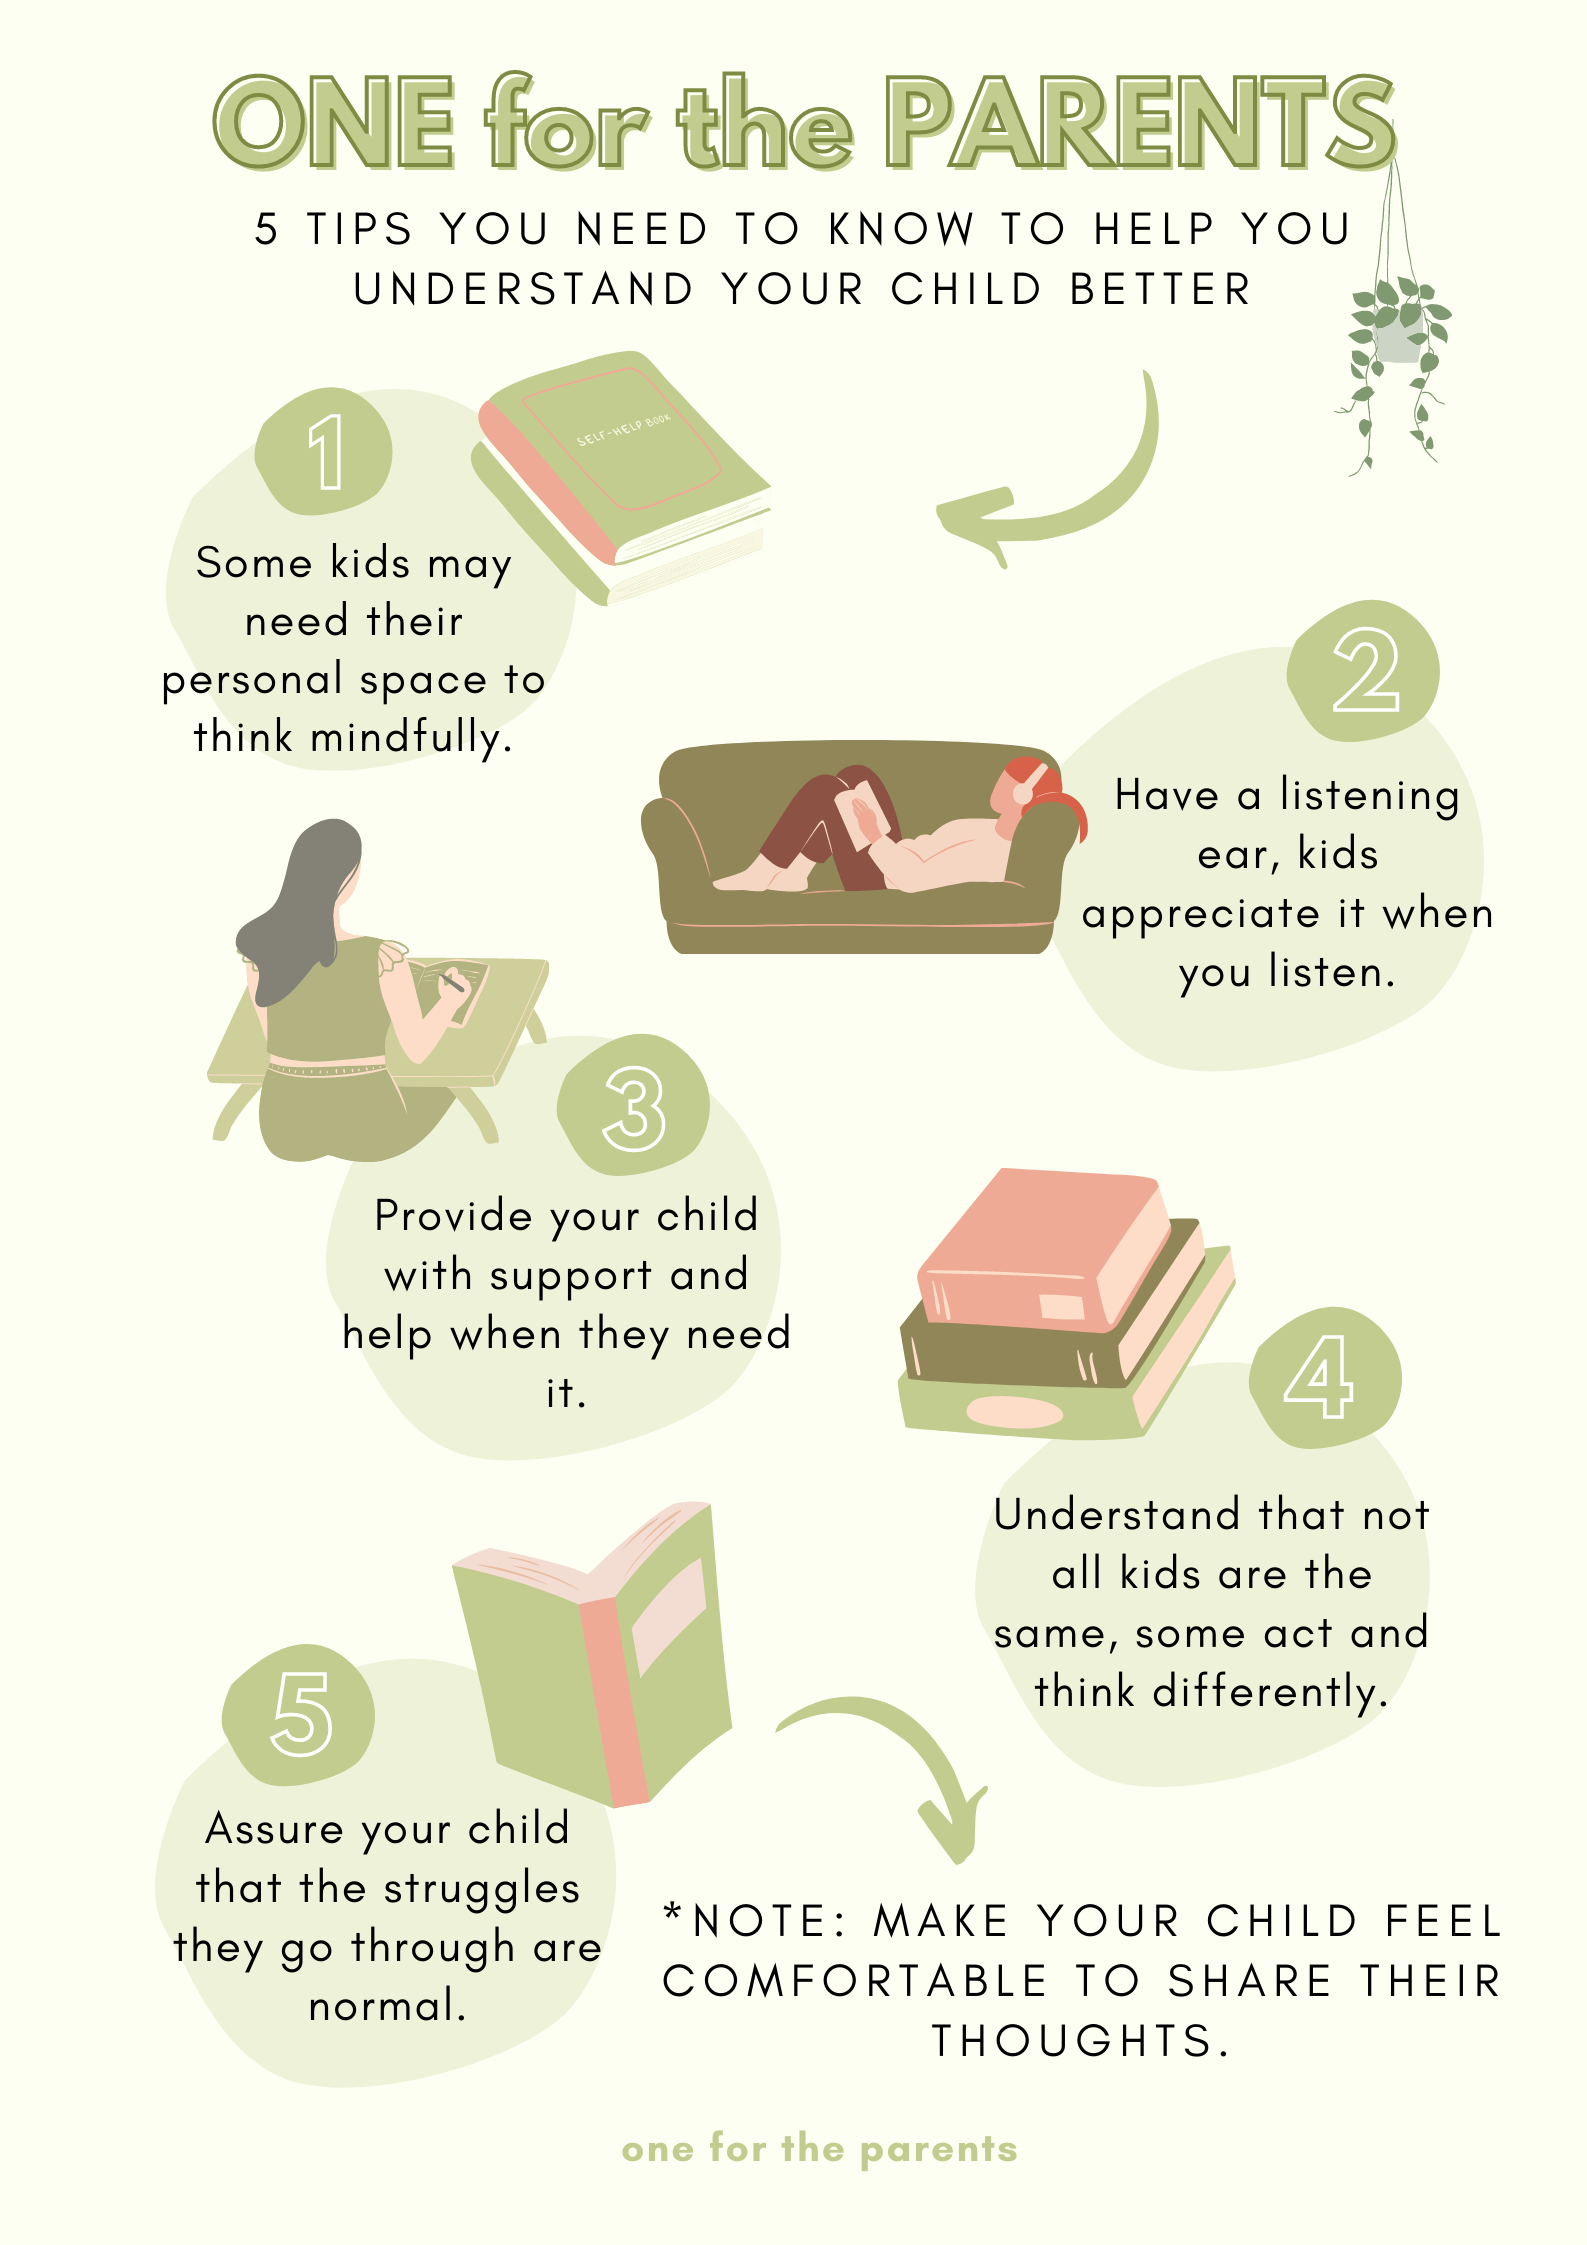 ONE for the PARENTS
5 TIPS YOU NEED TO KNOW TO HELP YOU
UNDERSTAND YOUR CHILD BETTER
1
SELF-HELP BOOK
Some kids may
need their
personal space to
think mindfully.
2
Have a listening
ear, kids
appreciate it when
you listen.
3
Provide your child
with support and
help when they need
it.
4
Understand that not
all kids are the
same, some act and
think differently.
5
Assure your child
that the struggles
they go through are
normal.
*NOTE: MAKE YOUR CHILD FEEL
COMFORTABLE TO SHARE THEIR
THOUGHTS.
one for the parents